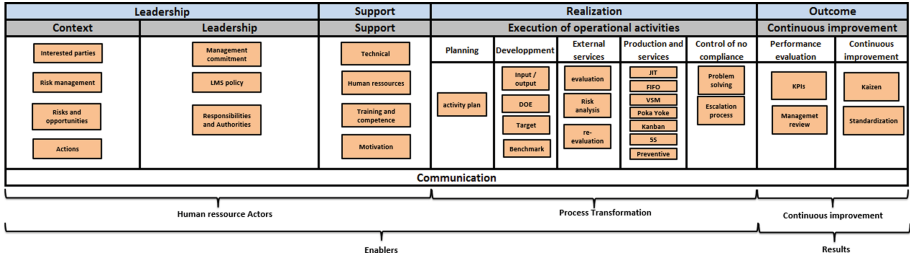 Leadership
Support
Realization
Outcome
Context
Leadership
Support
Execution of operational activities
Continuous improvement
Interested parties
Risk management
Risks and
opportunities
Actions
Management
commitment
LMS policy
Responsibilities
and Authorities
Technical
Human ressources
Training and
competence
Motivation
Planning
activity plan
Developpment
Input /
output
DOE
Target
Benchmark
External
services
evaluation
Risk
analysis
re-
evaluation
Production and
services
JIT
FIFO
VSM
Poka Yoke
Kanban
5S
Preventive
Control of no
compliance
Problem
solving
Escalation
process
Performance
evaluation
KPIs
Managemet
review
Continuous
improvement
Kaizen
Standardization
Communication
Human ressource Actors
Process Transformation
Continuous improvement
Enablers
Results